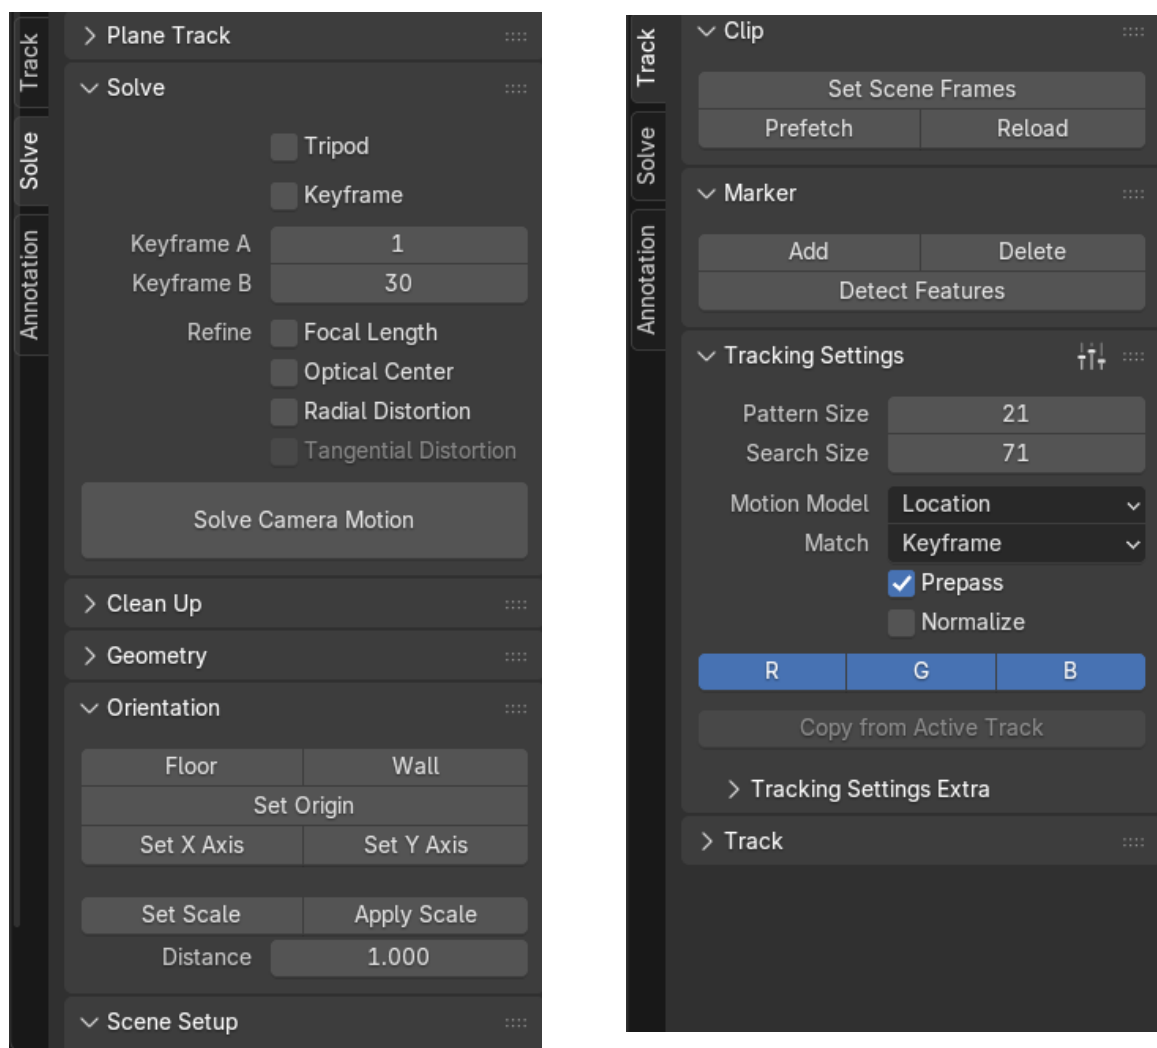 Track
Solve
Annotation
Plane Track
Solve
Tripod
Keyframe
Keyframe A 1
Keyframe B 30
Refine Focal Length
Optical Center
Radial Distortion
Tangential Distortion
Solve Camera Motion
Clean Up
Geometry
Orientation
Floor Wall
Set Origin
Set X Axis Set Y Axis
Set Scale Apply Scale
Distance 1.000
Scene Setup
Track
Solve
Annotation
Clip
Set Scene Frames
Prefetch Reload
Marker
Add Delete
Detect Features
Tracking Settings
Pattern Size 21
Search Size 71
Motion Model Location
Match Keyframe
Prepass
Normalize
R G B
Copy from Active Track
Tracking Settings Extra
Track